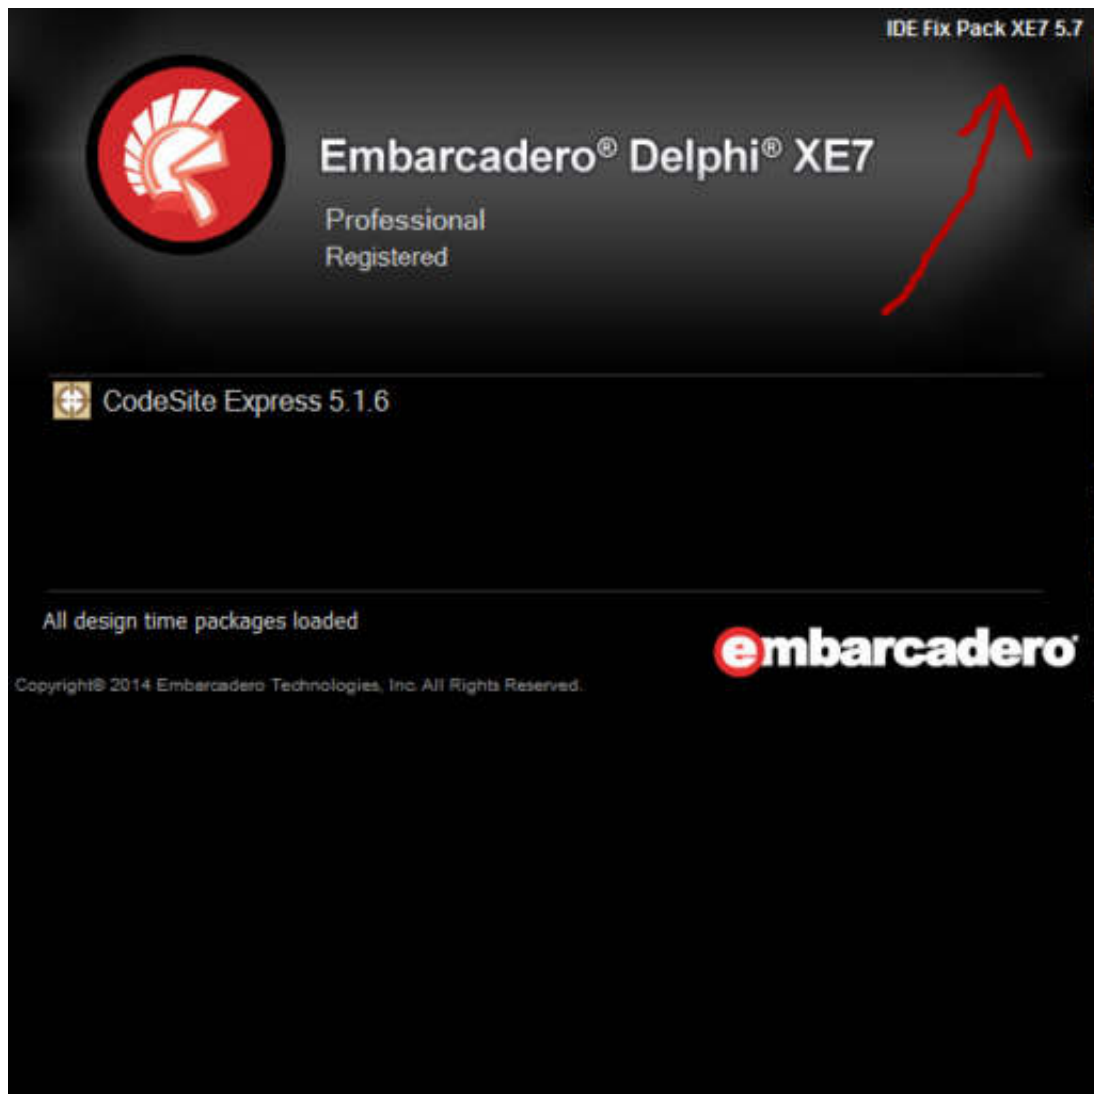 IDE Fix Pack XE7 5.7
Embarcadero® Delphi® XE7
Professional
Registered
CodeSite Express 5.1.6
All design time packages loaded
embarcadero
Copyright© 2014 Embarcadero Technologies, Inc. All Rights Reserved.